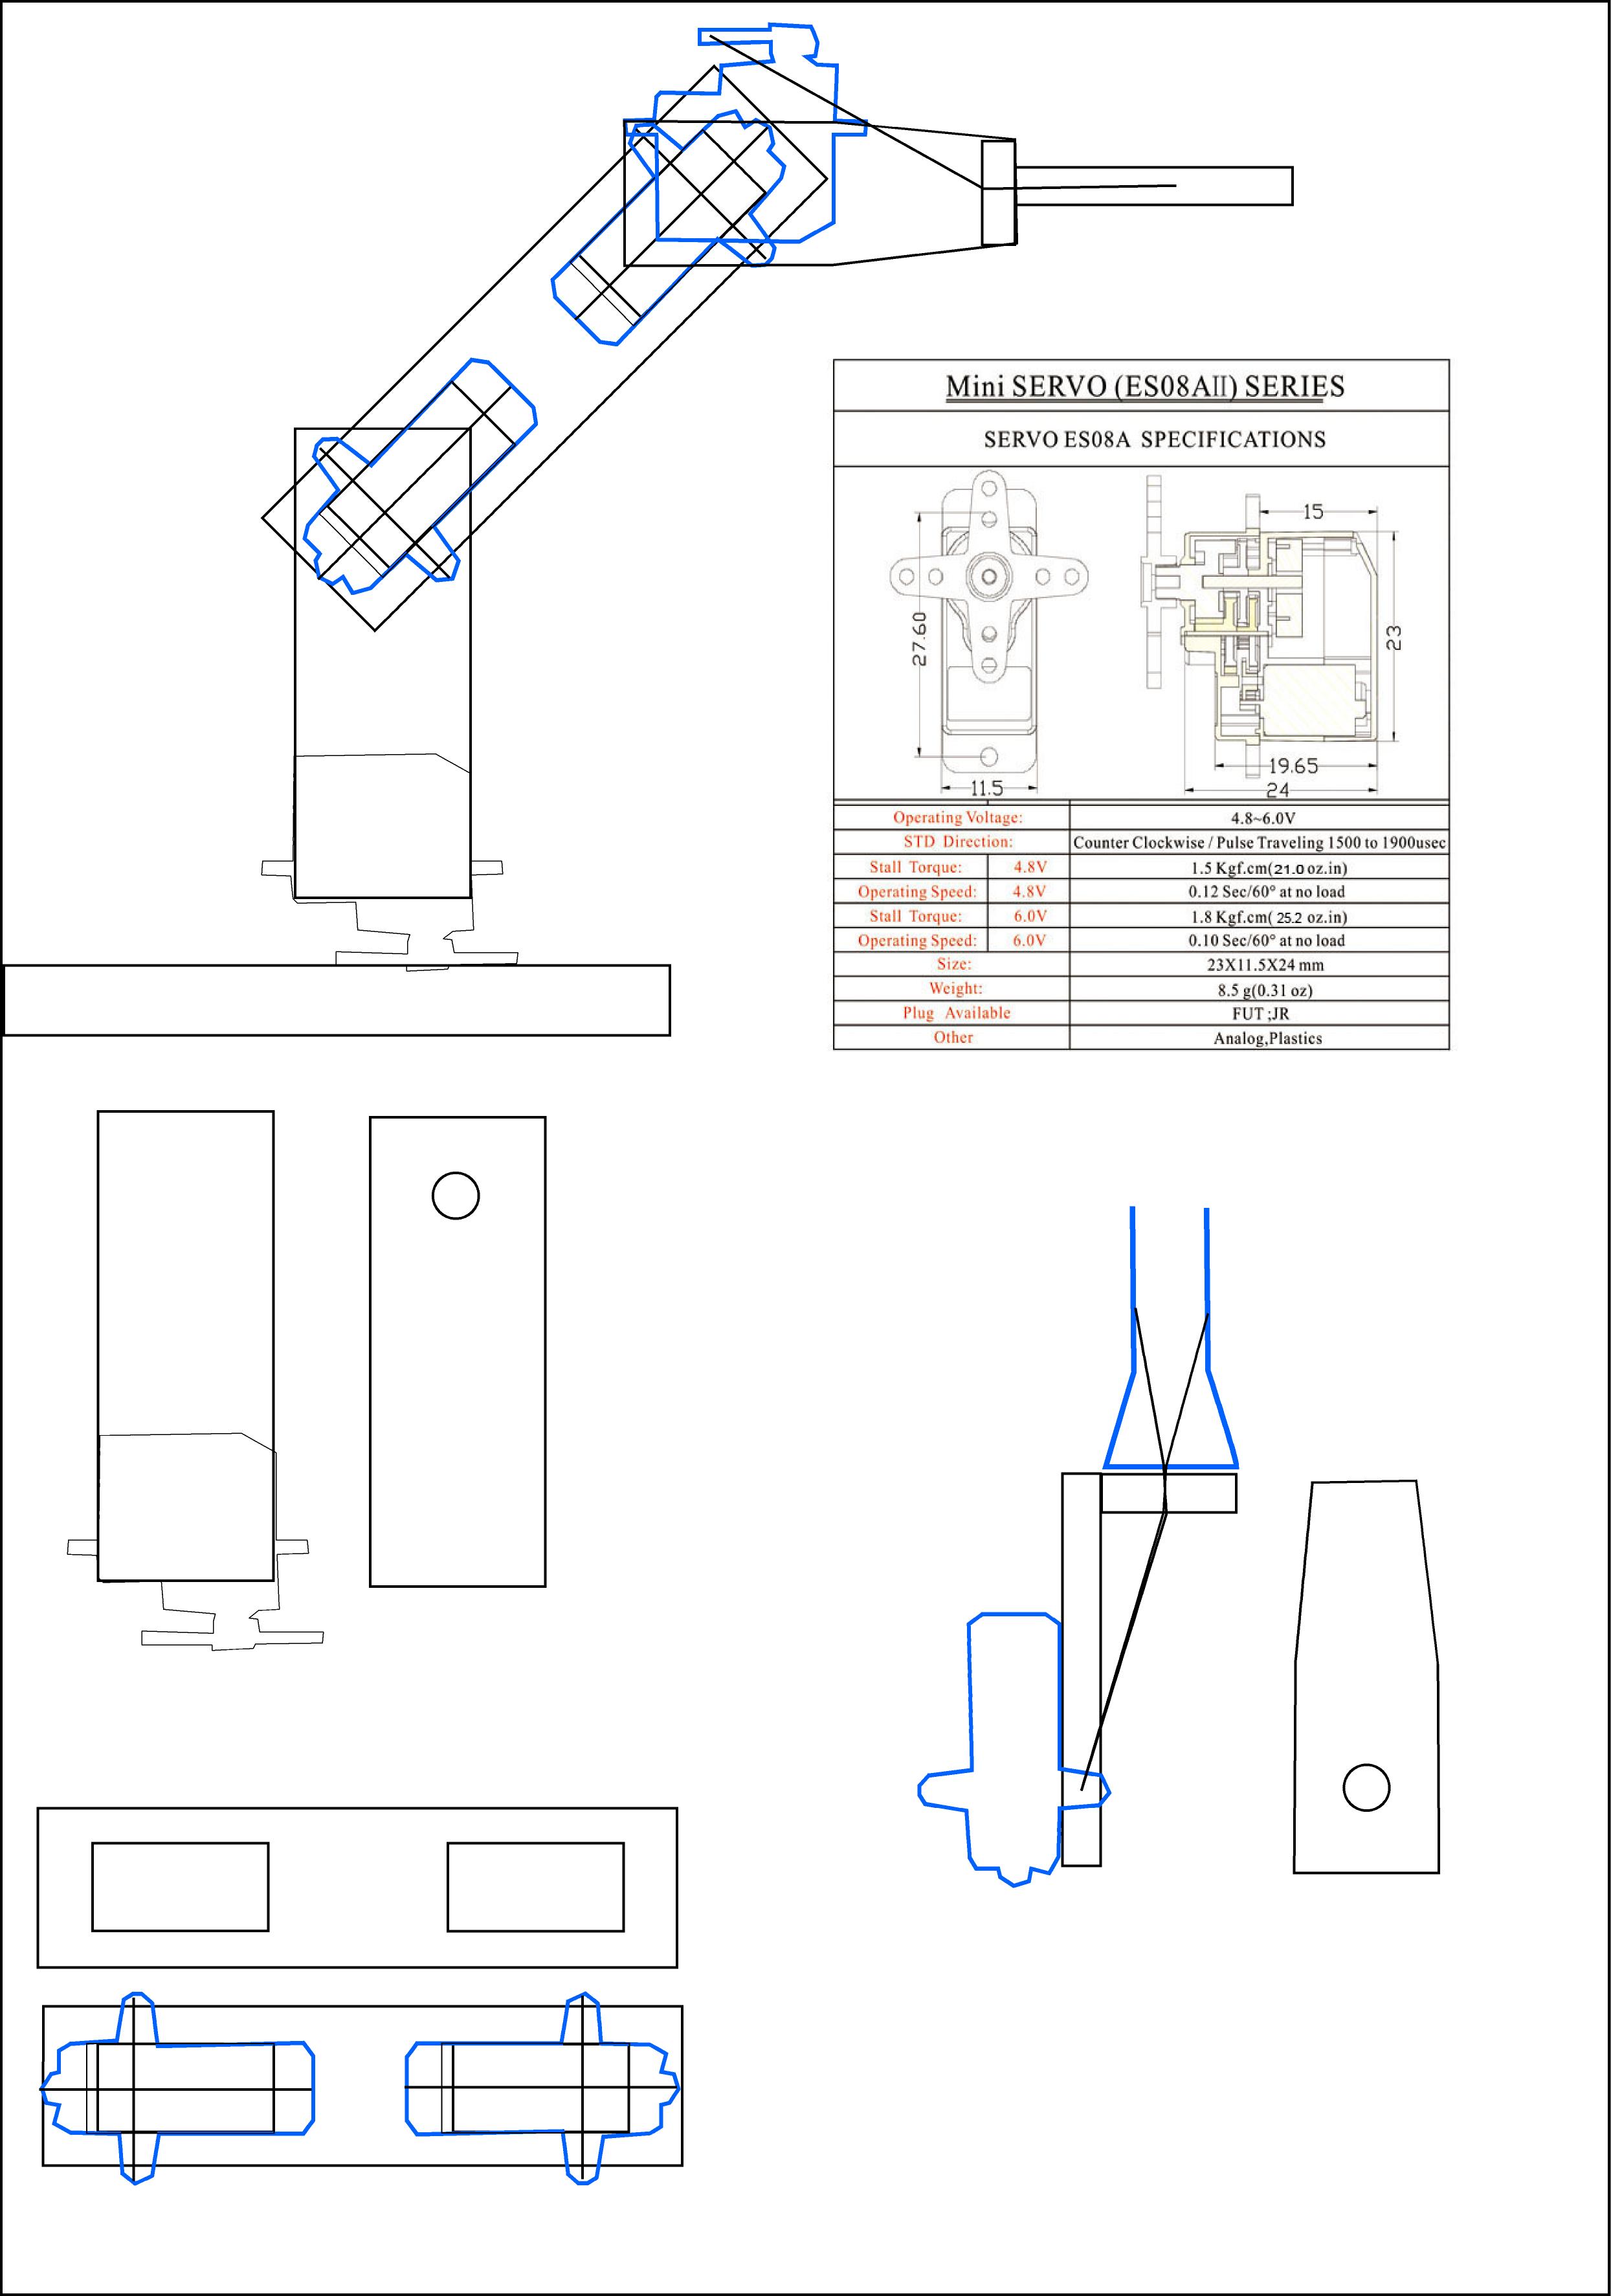 Mini SERVO (ES08AII) SERIES
SERVO ES08A SPECIFICATIONS
15
27.60
23
11.5
19.65
24
Operating Voltage: 4.8~6.0V
STD Direction: Counter Clockwise / Pulse Traveling 1500 to 1900usec
Stall Torque: 4.8V 1.5 Kgf.cm(21.0 oz.in)
Operating Speed: 4.8V 0.12 Sec/60° at no load
Stall Torque: 6.0V 1.8 Kgf.cm( 25.2 oz.in)
Operating Speed: 6.0V 0.10 Sec/60° at no load
Size: 23X11.5X24 mm
Weight: 8.5 g(0.31 oz)
Plug Available FUT ;JR
Other Analog,Plastics